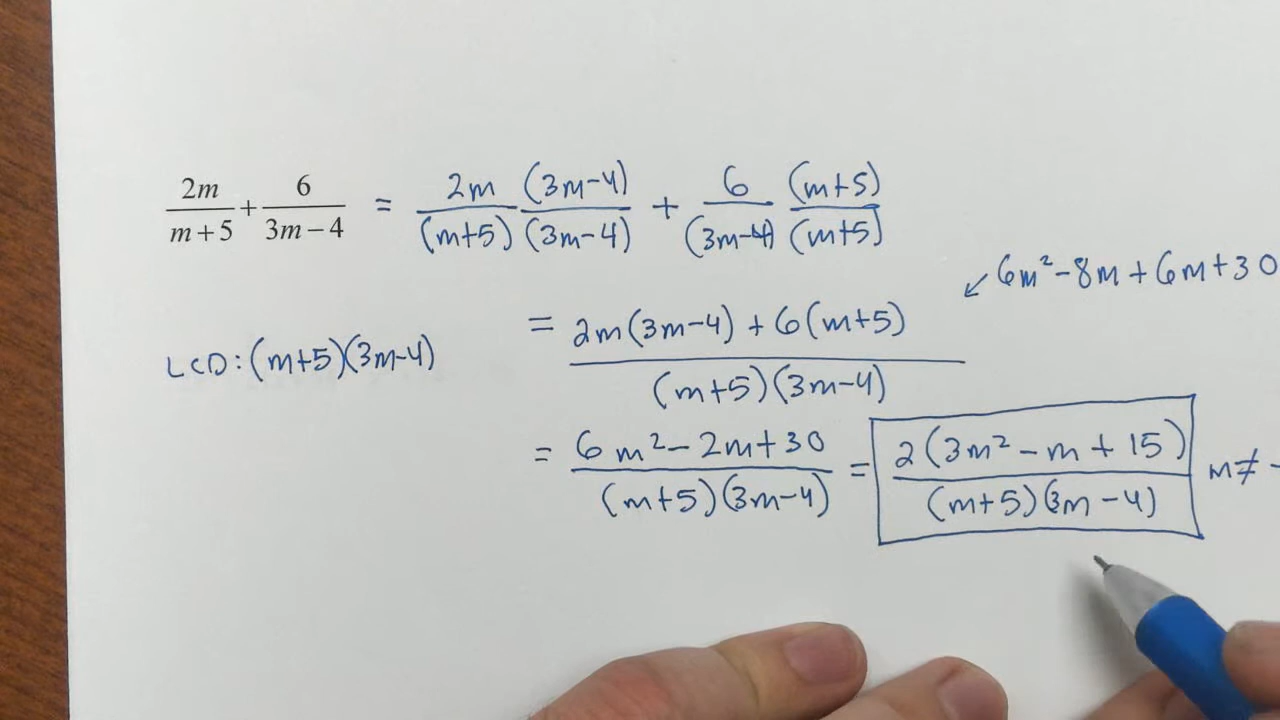 2m/(m+5) + 6/(3m−4) = 2m/(m+5) (3m−4)/(3m−4) + 6/(3m−4) (m+5)/(m+5)
↙ 6m²−8m+6m+30
= (2m(3m−4)+6(m+5))/((m+5)(3m−4))
LCD: (m+5)(3m−4)
= (6m²−2m+30)/((m+5)(3m−4)) = 2(3m²−m+15)/((m+5)(3m−4)) m≠-